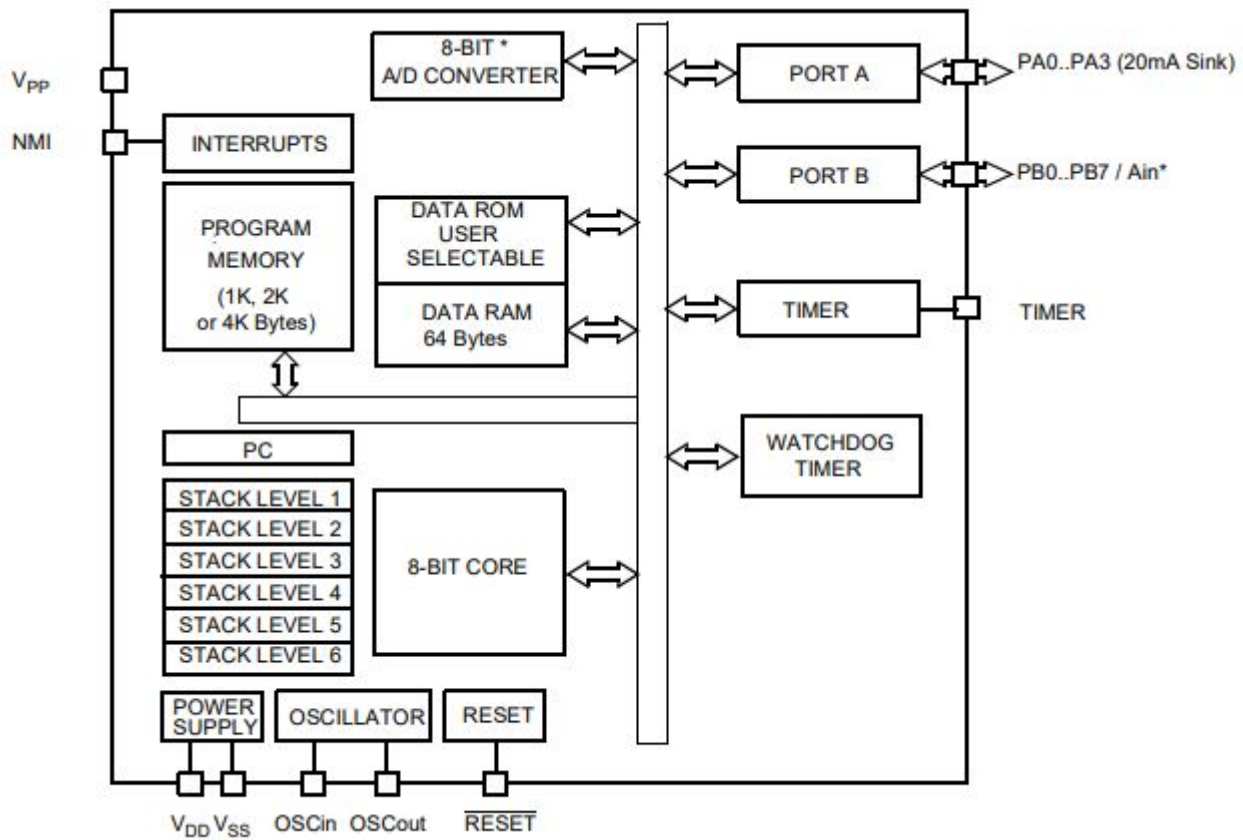 8-BIT *
A/D CONVERTER
PORT A
PA0..PA3 (20mA Sink)
VPP
NMI
INTERRUPTS
PORT B
PB0..PB7 / Ain*
PROGRAM
MEMORY
(1K, 2K
or 4K Bytes)
DATA ROM
USER
SELECTABLE
DATA RAM
64 Bytes
TIMER
TIMER
PC
WATCHDOG
TIMER
STACK LEVEL 1
STACK LEVEL 2
STACK LEVEL 3
STACK LEVEL 4
STACK LEVEL 5
STACK LEVEL 6
8-BIT CORE
POWER
SUPPLY
OSCILLATOR
RESET
VDD VSS OSCin OSCout RESET